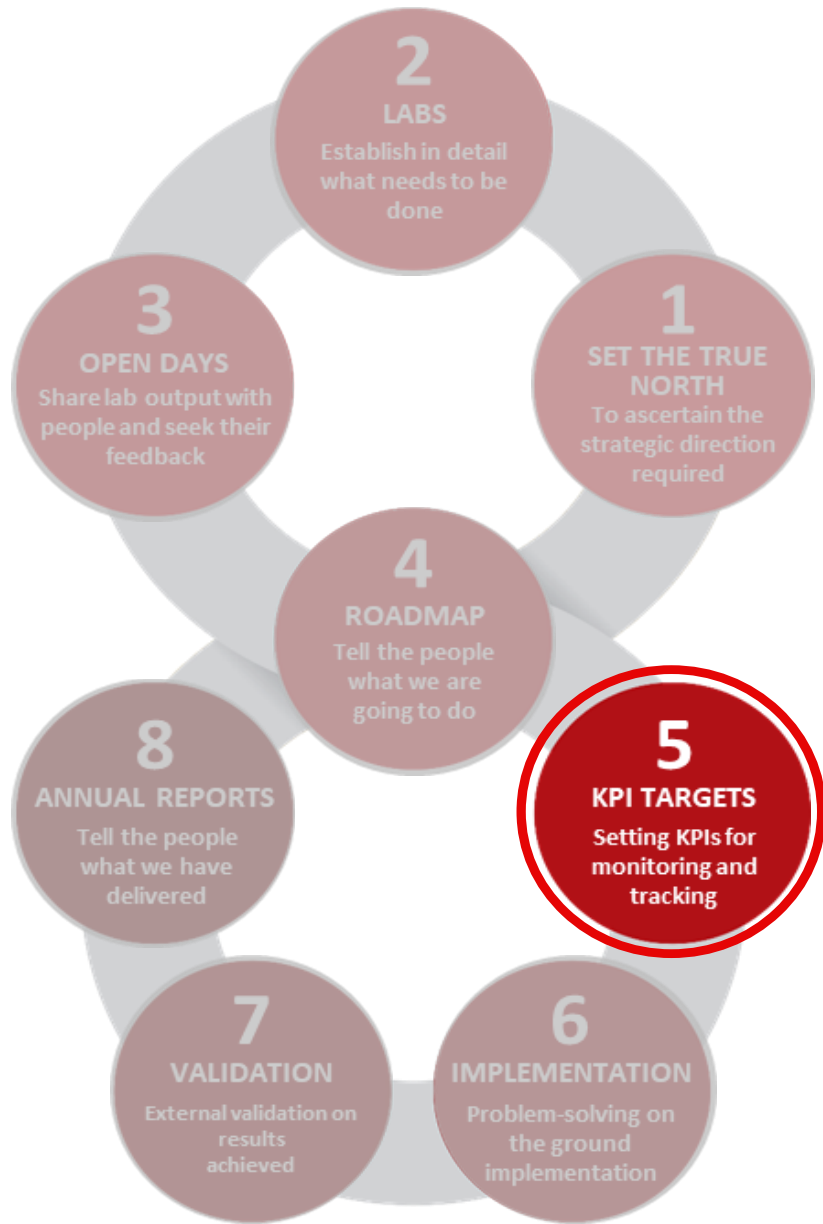 2
LABS
Establish in detail
what needs to be
done
1
SET THE TRUE
NORTH
To ascertain the
strategic direction
required
3
OPEN DAYS
Share lab output with
people and seek their
feedback
4
ROADMAP
Tell the people
what we are
going to do
5
KPI TARGETS
Setting KPIs for
monitoring and
tracking
8
ANNUAL REPORTS
Tell the people
what we have
delivered
7
VALIDATION
External validation on
results
achieved
6
IMPLEMENTATION
Problem-solving on
the ground
implementation